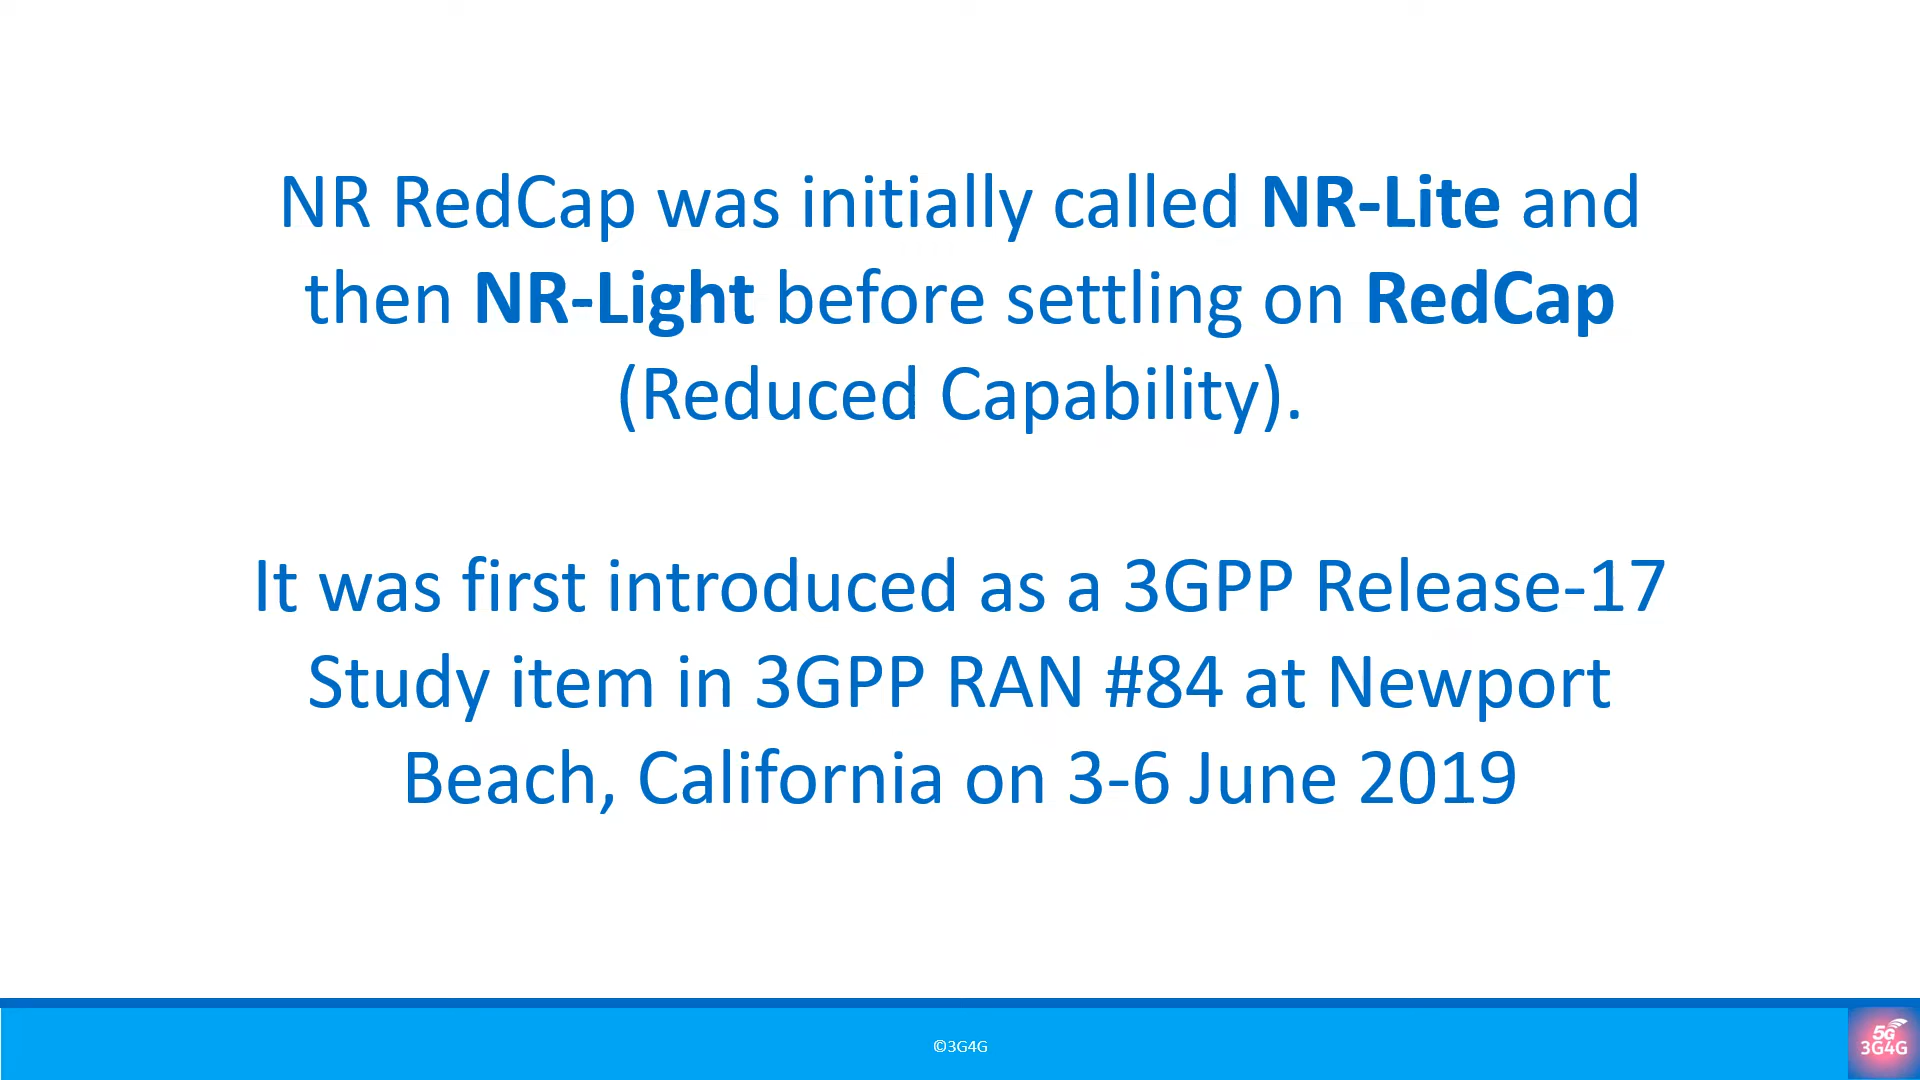 NR RedCap was initially called NR-Lite and
then NR-Light before settling on RedCap
(Reduced Capability).
It was first introduced as a 3GPP Release-17
Study item in 3GPP RAN #84 at Newport
Beach, California on 3-6 June 2019
©3G4G
5G
3G4G